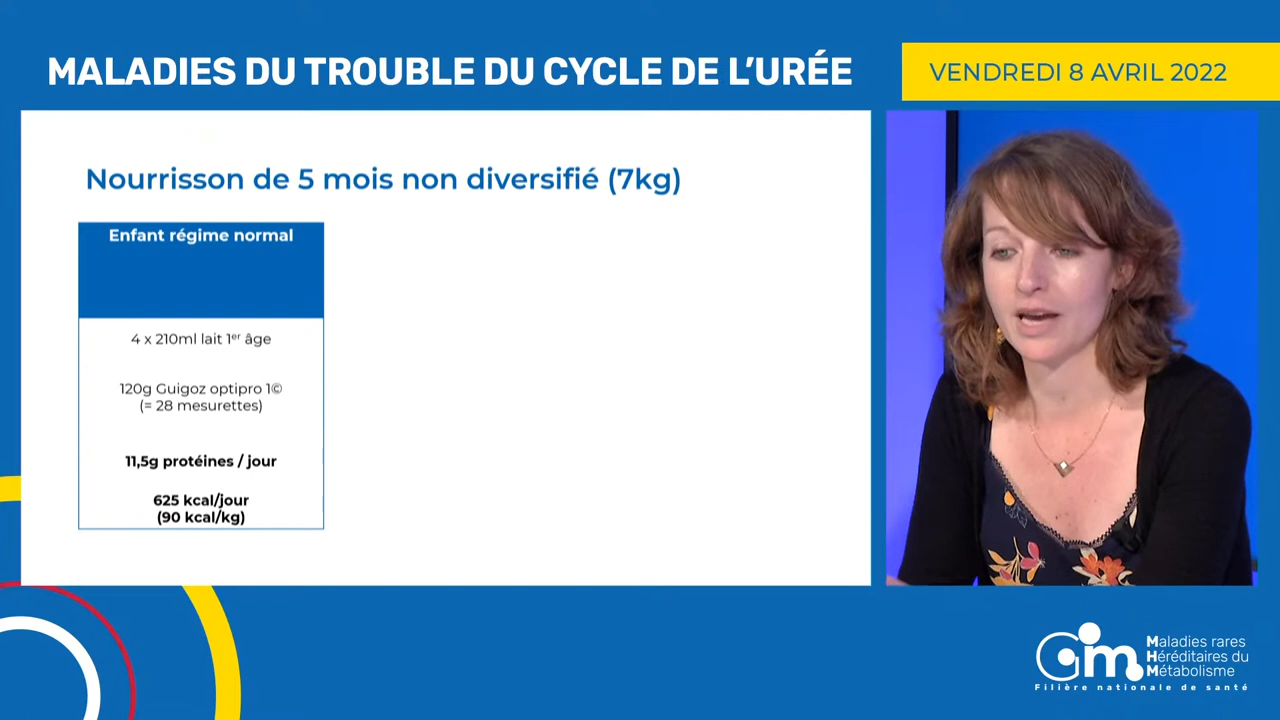 MALADIES DU TROUBLE DU CYCLE DE L'URÉE
VENDREDI 8 AVRIL 2022
Nourrisson de 5 mois non diversifié (7kg)
Enfant régime normal
4 x 210ml lait 1er âge
120g Guigoz optipro 1©
(= 28 mesurettes)
11,5g protéines / jour
625 kcal/jour
(90 kcal/kg)
G2m
Maladies rares
Héréditaires du
Métabolisme
Filière nationale de santé